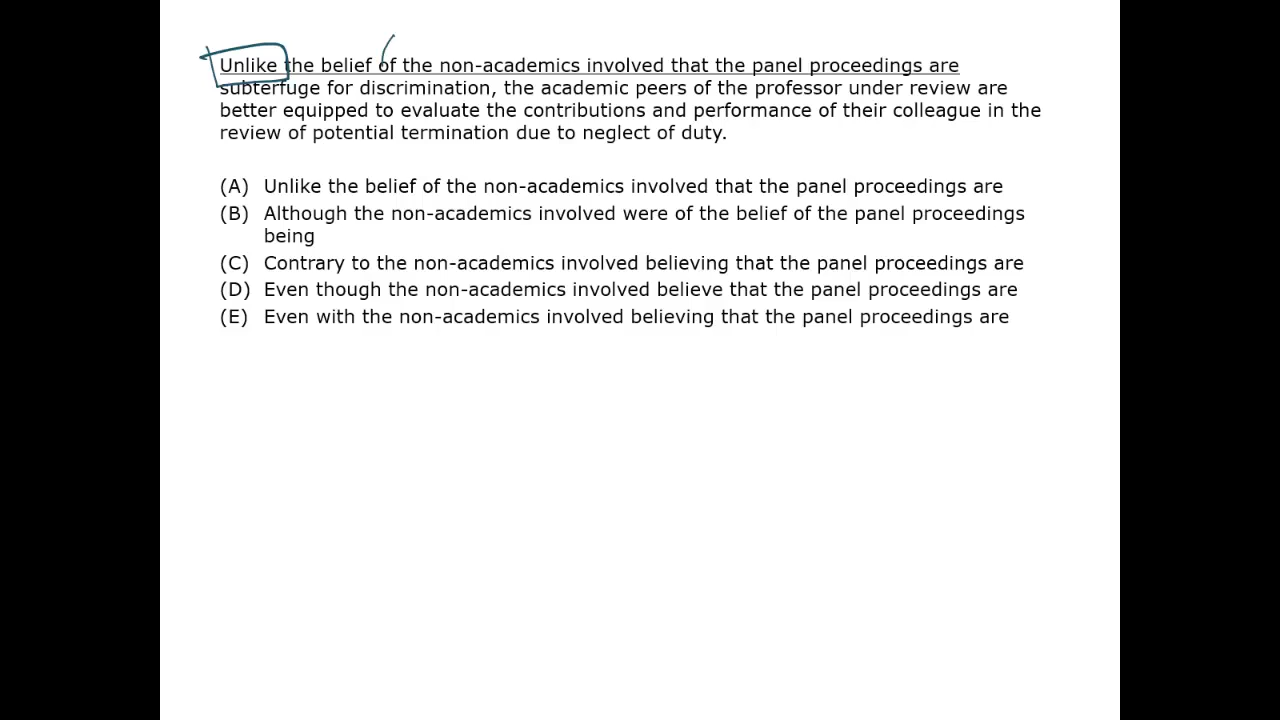 Unlike the belief of the non-academics involved that the panel proceedings are
subterfuge for discrimination, the academic peers of the professor under review are
better equipped to evaluate the contributions and performance of their colleague in the
review of potential termination due to neglect of duty.
(A) Unlike the belief of the non-academics involved that the panel proceedings are
(B) Although the non-academics involved were of the belief of the panel proceedings
being
(C) Contrary to the non-academics involved believing that the panel proceedings are
(D) Even though the non-academics involved believe that the panel proceedings are
(E) Even with the non-academics involved believing that the panel proceedings are